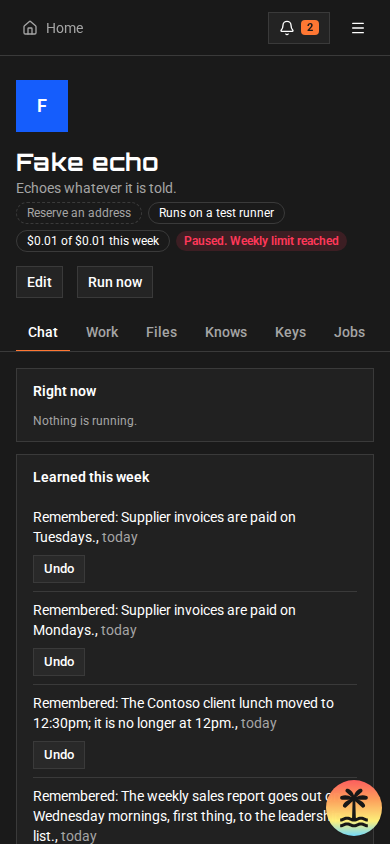 Home
2
F
Fake echo
Echoes whatever it is told.
Reserve an address Runs on a test runner
$0.01 of $0.01 this week Paused. Weekly limit reached
Edit Run now
Chat Work Files Knows Keys Jobs
Right now
Nothing is running.
Learned this week
Remembered: Supplier invoices are paid on
Tuesdays., today
Undo
Remembered: Supplier invoices are paid on
Mondays., today
Undo
Remembered: The Contoso client lunch moved to
12:30pm; it is no longer at 12pm., today
Undo
Remembered: The weekly sales report goes out
Wednesday mornings, first thing, to the
list., today